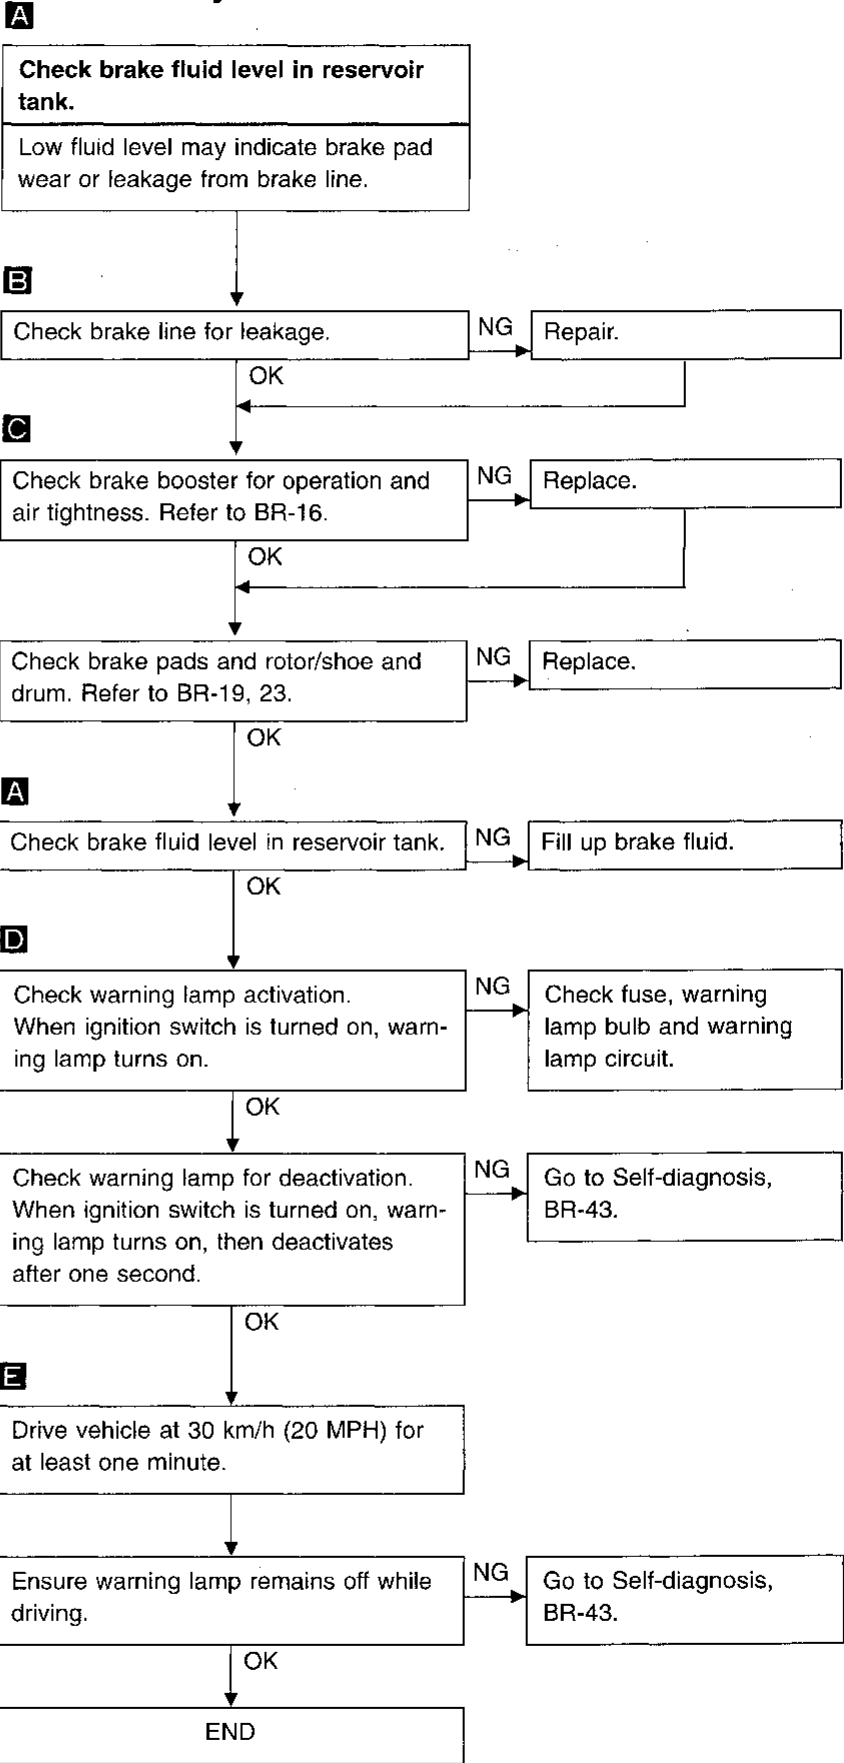 A
Check brake fluid level in reservoir
tank.
Low fluid level may indicate brake pad
wear or leakage from brake line.
B
Check brake line for leakage.
NG
Repair.
OK
C
Check brake booster for operation and
air tightness. Refer to BR-16.
NG
Replace.
OK
Check brake pads and rotor/shoe and
drum. Refer to BR-19, 23.
NG
Replace.
OK
A
Check brake fluid level in reservoir tank.
NG
Fill up brake fluid.
OK
D
Check warning lamp activation.
When ignition switch is turned on, warn-
ing lamp turns on.
NG
Check fuse, warning
lamp bulb and warning
lamp circuit.
OK
Check warning lamp for deactivation.
When ignition switch is turned on, warn-
ing lamp turns on, then deactivates
after one second.
NG
Go to Self-diagnosis,
BR-43.
OK
E
Drive vehicle at 30 km/h (20 MPH) for
at least one minute.
Ensure warning lamp remains off while
driving.
NG
Go to Self-diagnosis,
BR-43.
OK
END